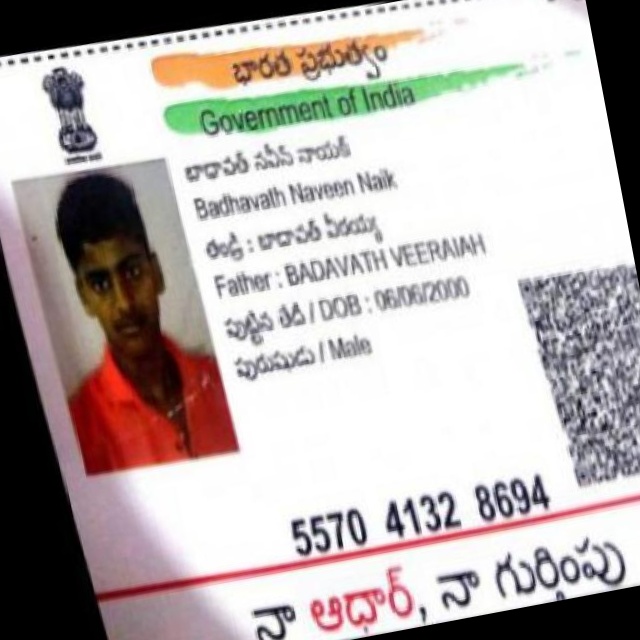 భారత ప్రభుత్వం
Government of India
బాదావత్ నవీన్ నాయక్
Badhavath Naveen Naik
తండ్రి : బాదావత్ వీరయ్య
Father : BADAVATH VEERAIAH
పుట్టిన తేదీ / DOB : 06/06/2000
పురుషుడు / Male
5570 4132 8694
నా ఆధార్, నా గుర్తింపు